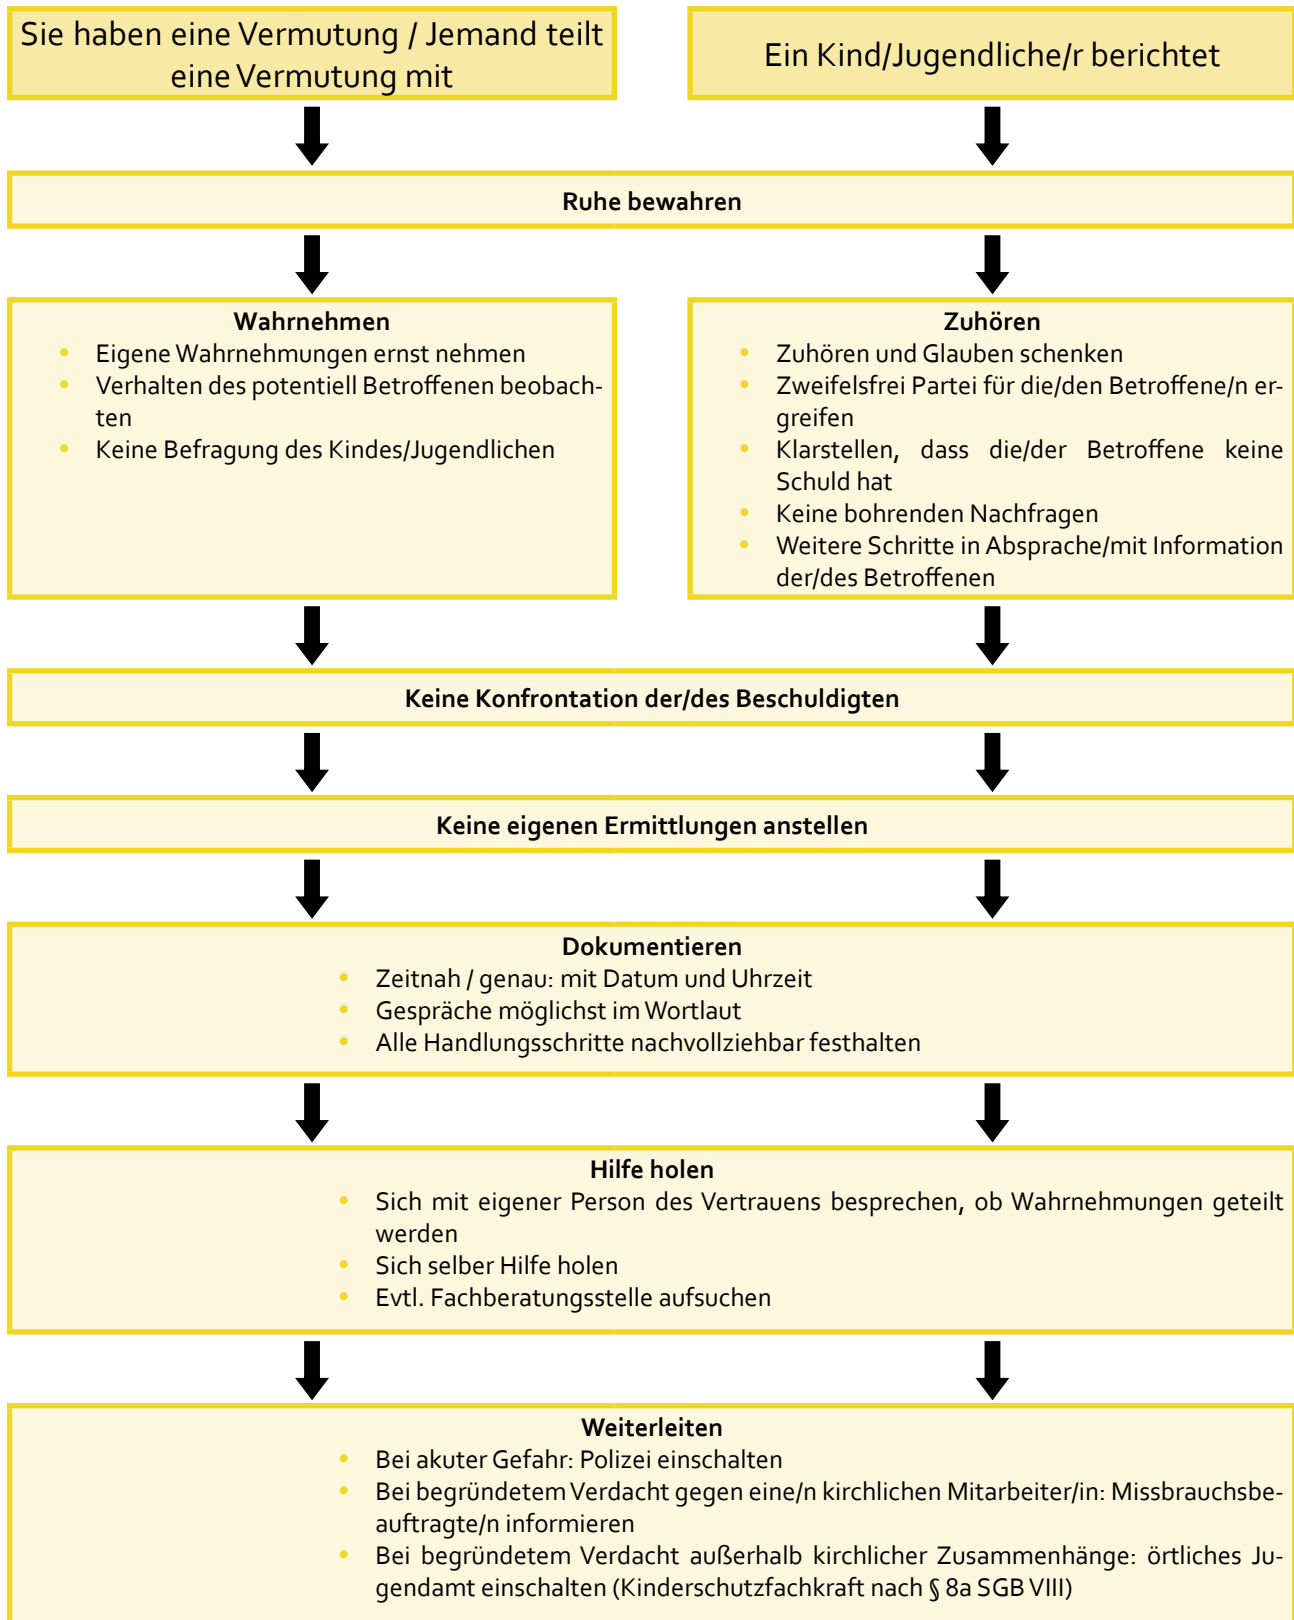 Sie haben eine Vermutung / Jemand teilt
eine Vermutung mit
Ein Kind/Jugendliche/r berichtet
Ruhe bewahren
Wahrnehmen
• Eigene Wahrnehmungen ernst nehmen
• Verhalten des potentiell Betroffenen beobach-
ten
• Keine Befragung des Kindes/Jugendlichen
Zuhören
• Zuhören und Glauben schenken
• Zweifelsfrei Partei für die/den Betroffene/n er-
greifen
• Klarstellen, dass die/der Betroffene keine
Schuld hat
• Keine bohrenden Nachfragen
• Weitere Schritte in Absprache/mit Information
der/des Betroffenen
Keine Konfrontation der/des Beschuldigten
Keine eigenen Ermittlungen anstellen
Dokumentieren
• Zeitnah / genau: mit Datum und Uhrzeit
• Gespräche möglichst im Wortlaut
• Alle Handlungsschritte nachvollziehbar festhalten
Hilfe holen
• Sich mit eigener Person des Vertrauens besprechen, ob Wahrnehmungen geteilt
werden
• Sich selber Hilfe holen
• Evtl. Fachberatungsstelle aufsuchen
Weiterleiten
• Bei akuter Gefahr: Polizei einschalten
• Bei begründetem Verdacht gegen eine/n kirchlichen Mitarbeiter/in: Missbrauchsbe-
auftragte/n informieren
• Bei begründetem Verdacht außerhalb kirchlicher Zusammenhänge: örtliches Ju-
gendamt einschalten (Kinderschutzfachkraft nach § 8a SGB VIII)